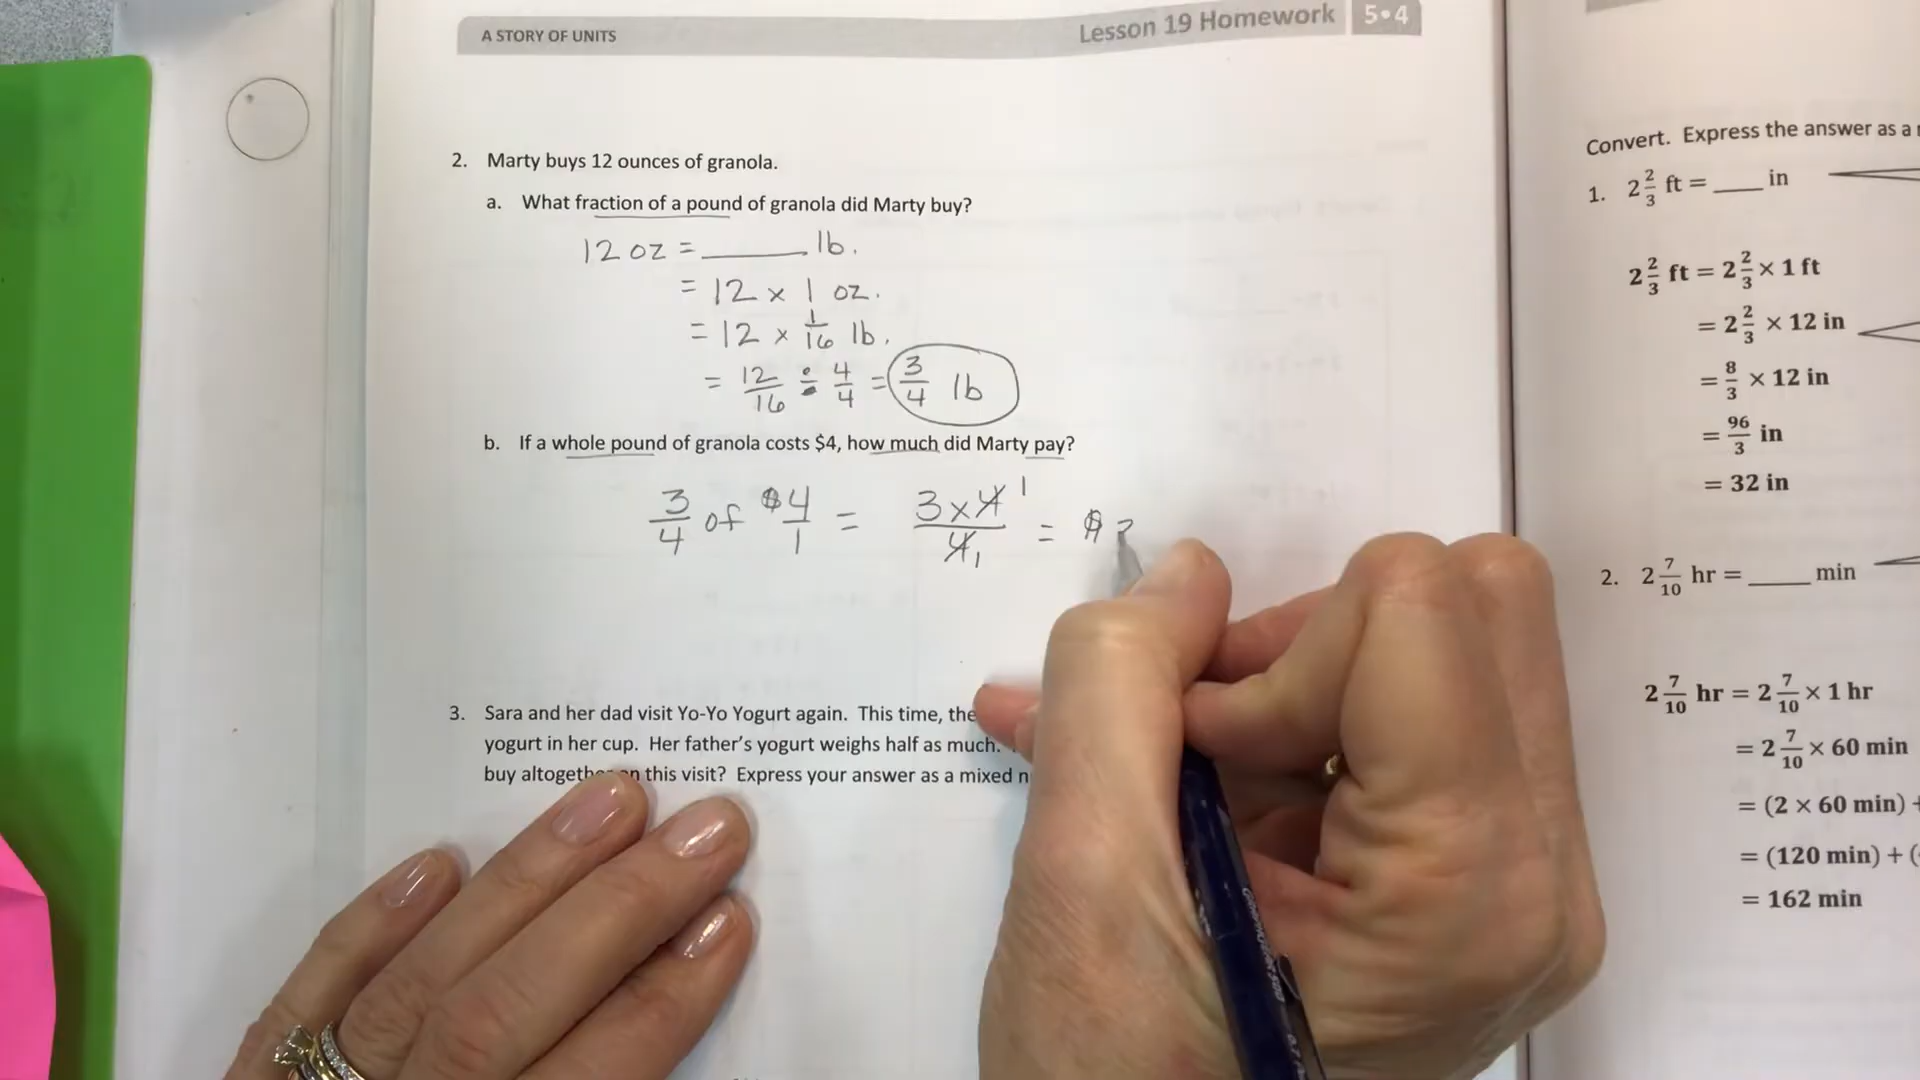 A STORY OF UNITS
Lesson 19 Homework 5•4
2. Marty buys 12 ounces of granola.
a. What fraction of a pound of granola did Marty buy?
12 oz = ______ lb.
= 12 x 1 oz.
= 12 x 1/16 lb.
= 12/16 ÷ 4/4 = 3/4 lb
b. If a whole pound of granola costs $4, how much did Marty pay?
3/4 of $4/1 = 3 x 4 1 / 4 1 = $
3. Sara and her dad visit Yo-Yo Yogurt again. This time, the
yogurt in her cup. Her father's yogurt weighs half as much.
buy this visit? Express your answer as a mixed
Convert. Express the answer as a
1. 2 2/3 ft = ____ in
2 2/3 ft = 2 2/3 × 1 ft
= 2 2/3 × 12 in
= 8/3 × 12 in
= 96/3 in
= 32 in
2. 2 7/10 hr = _____ min
2 7/10 hr = 2 7/10 × 1 hr
= 2 7/10 × 60 min
= (2 × 60 min) +
= (120 min) + (
= 162 min